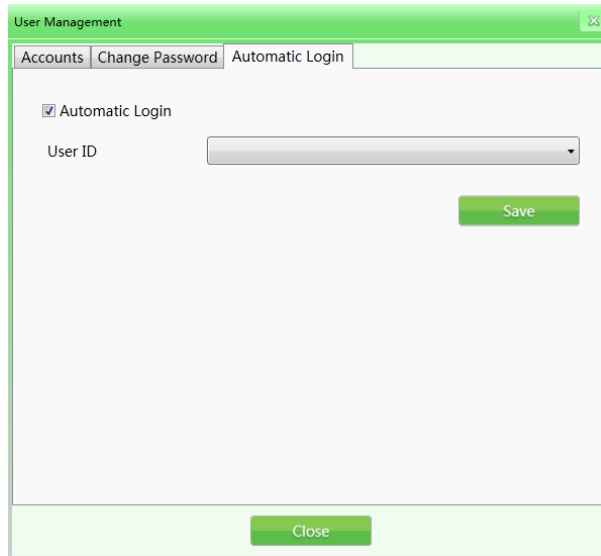 User Management
Accounts Change Password Automatic Login
Automatic Login
User ID
Save
Close